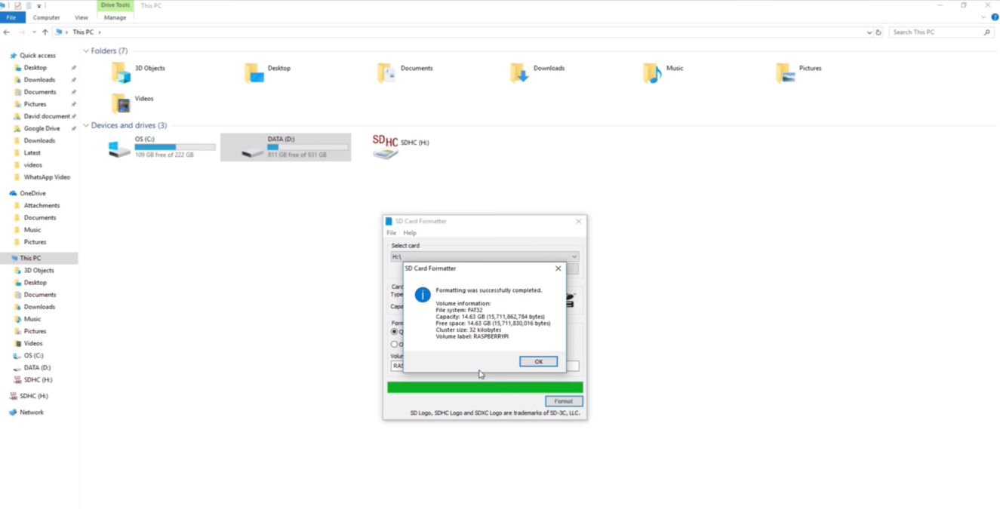 Drive Tools This PC
File Computer View Manage
This PC
Search This PC
Quick access
Desktop
Downloads
Documents
Pictures
David document
Google Drive
Downloads
Latest
videos
WhatsApp Video
OneDrive
Attachments
Documents
Music
Pictures
This PC
3D Objects
Desktop
Documents
Downloads
Music
Pictures
Videos
OS (C:)
DATA (D:)
SDHC (H:)
SDHC (H:)
Network
Folders (7)
3D Objects
Desktop
Documents
Downloads
Music
Pictures
Videos
Devices and drives (3)
OS (C:)
109 GB free of 222 GB
DATA (D:)
811 GB free of 931 GB
SDHC
SDHC (H:)
SD Card Formatter
File Help
Select card
H:\
SD Card Formatter
Formatting was successfully completed.
Volume information:
File system: FAT32
Capacity: 14.63 GB (15,711,862,784 bytes)
Free space: 14.63 GB (15,711,830,016 bytes)
Cluster size: 32 kilobytes
Volume label: RASPBERRYPI
OK
Card
Type
Capa
Form
Q
O
Volur
RAS
Format
SD Logo, SDHC Logo and SDXC Logo are trademarks of SD-3C, LLC.